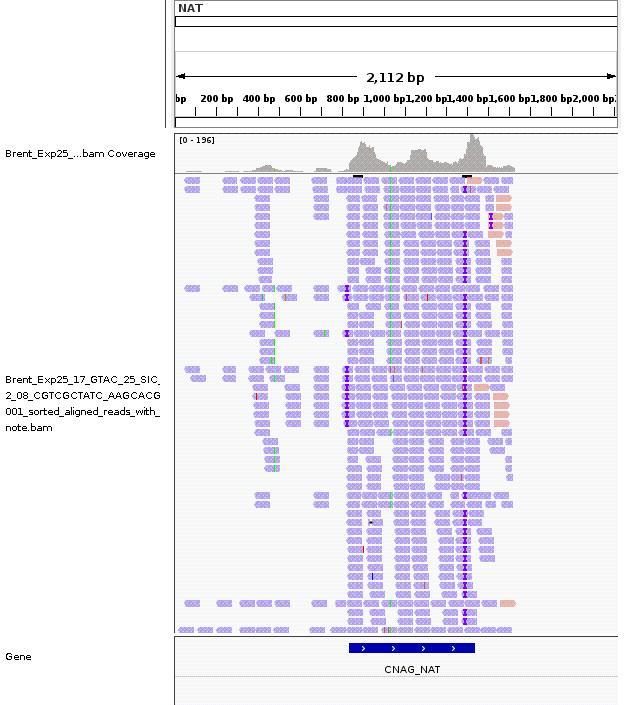 NAT
2,112 bp
bp 200 bp 400 bp 600 bp 800 bp 1,000 bp 1,200 bp 1,400 bp 1,600 bp 1,800 bp 2,000 bp 2,
[0 - 196]
Brent_Exp25_...bam Coverage
Brent_Exp25_17_GTAC_25_SIC_
2_08_CGTCGCTATC_AAGCACG
001_sorted_aligned_reads_with_
note.bam
Gene
CNAG_NAT